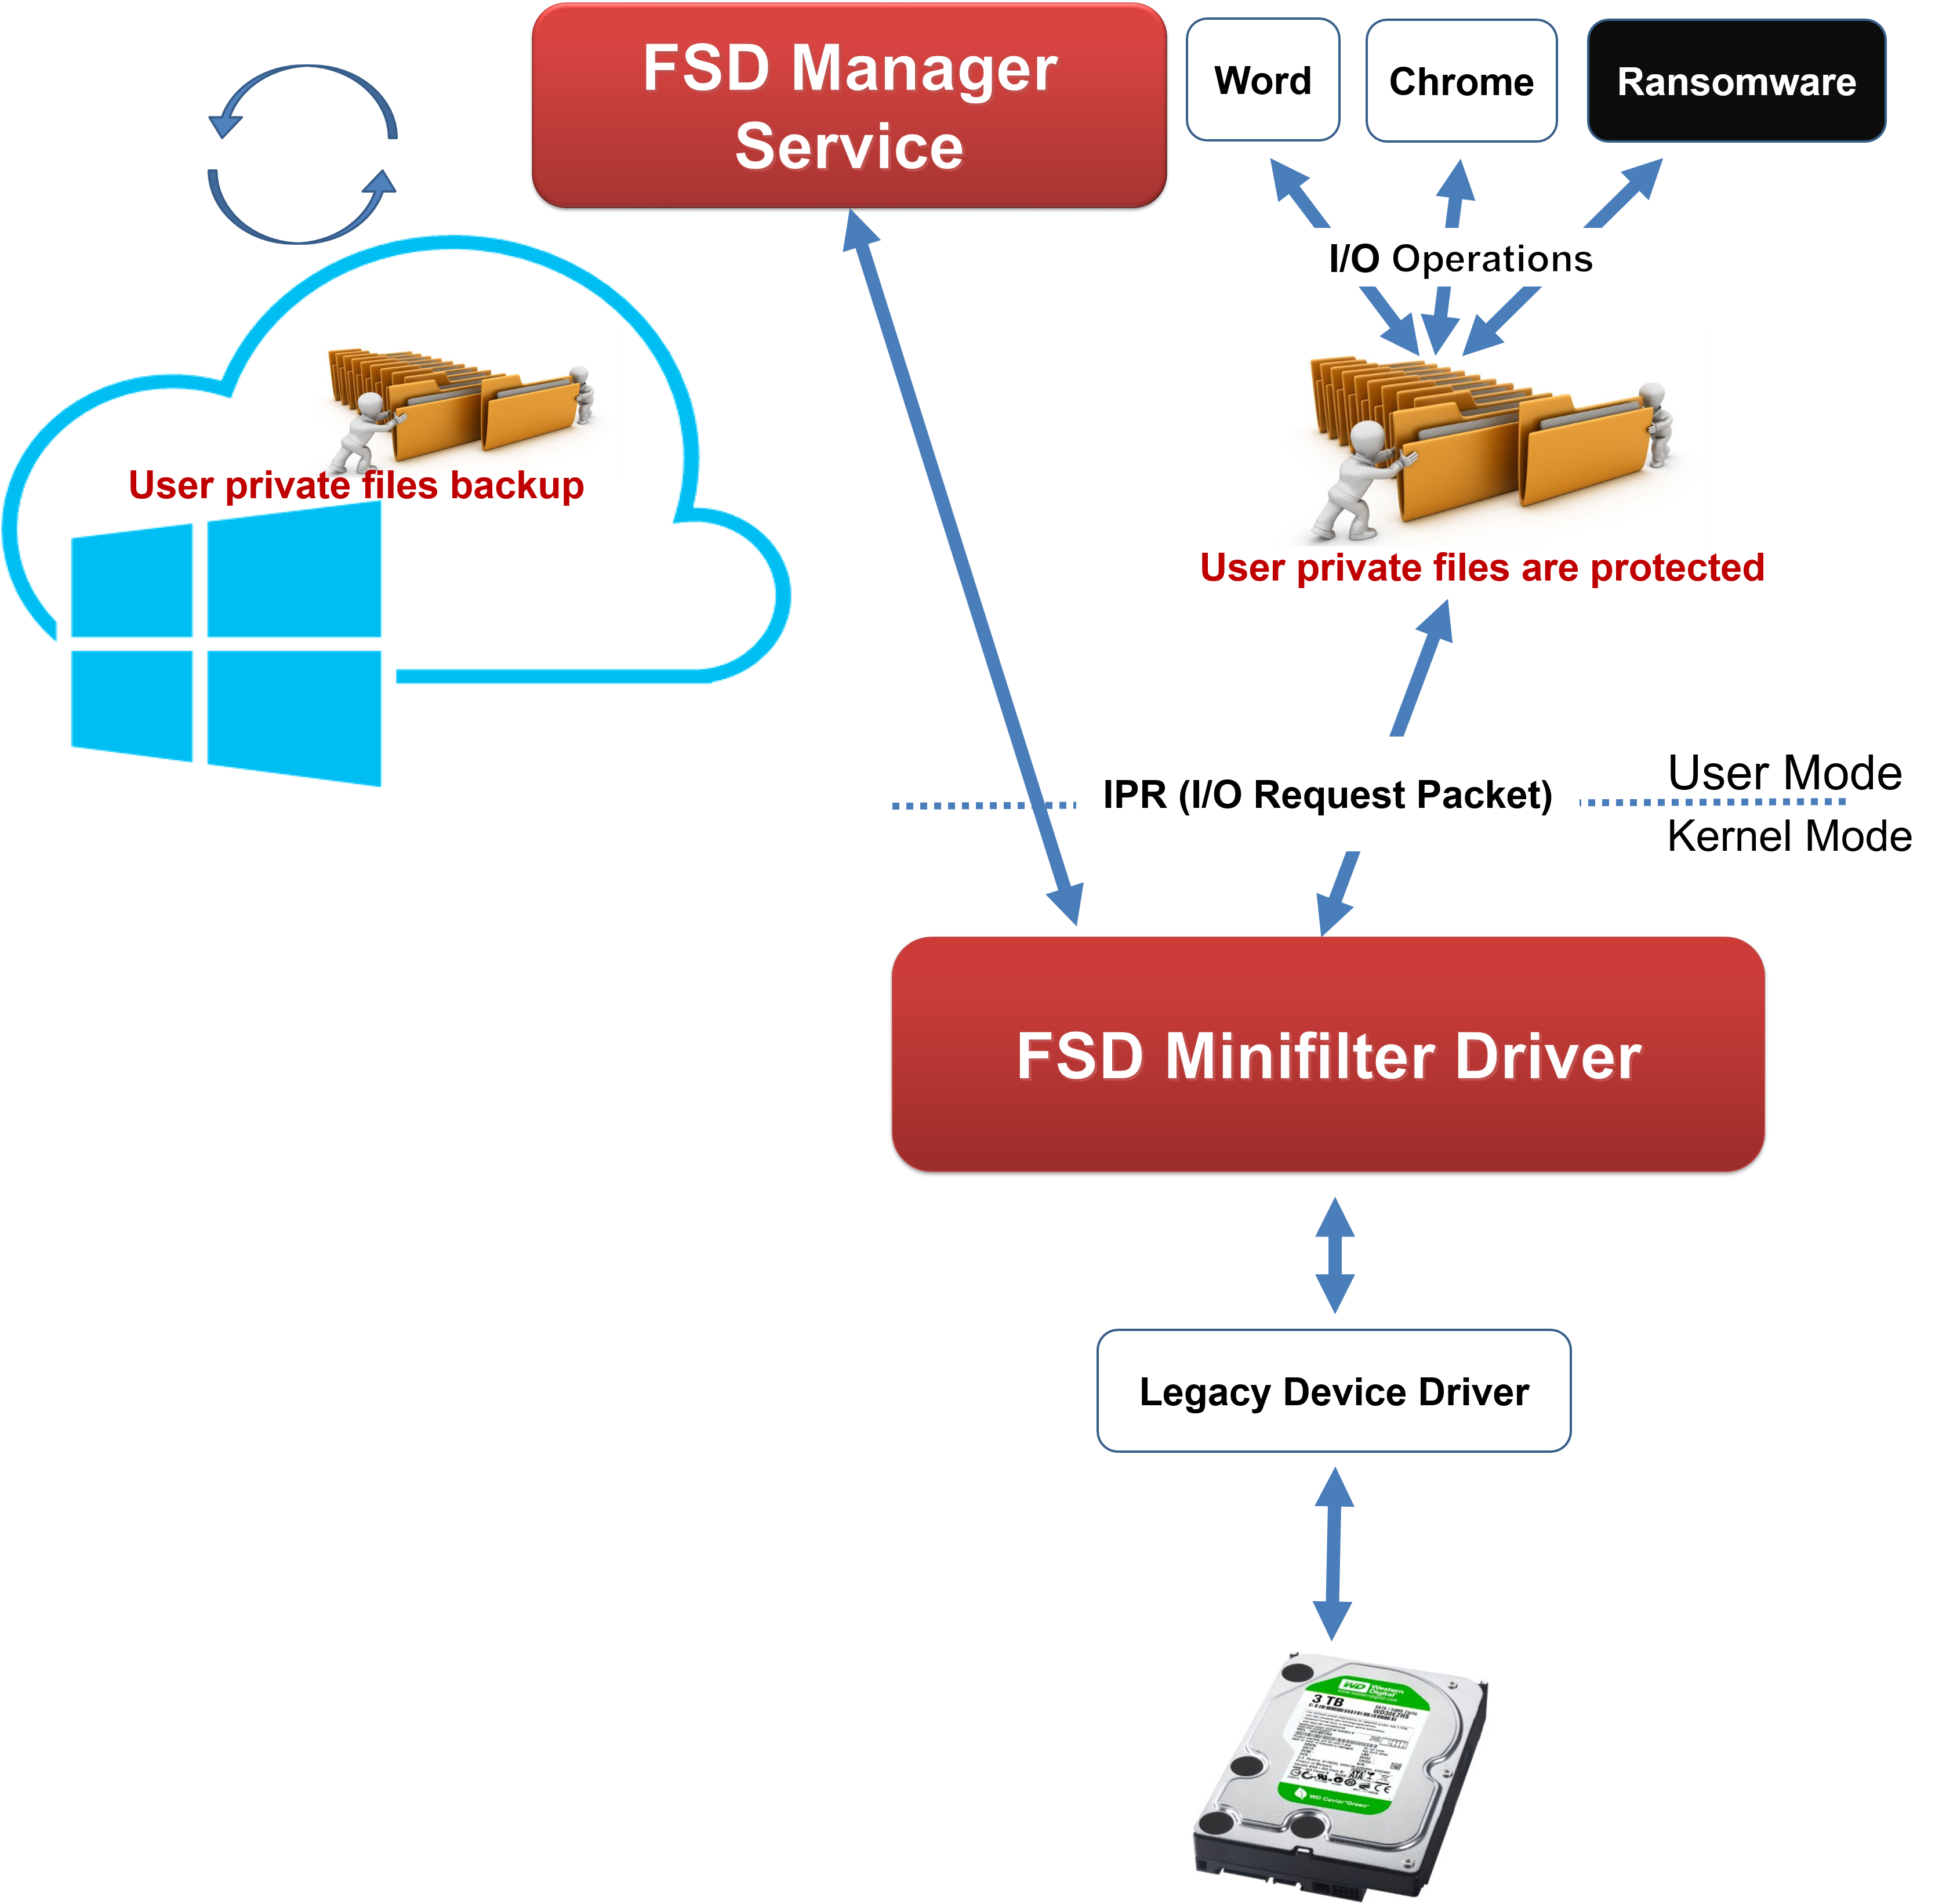 FSD Manager
Service
Word
Chrome
Ransomware
I/O Operations
User private files backup
User private files are protected
IPR (I/O Request Packet)
User Mode
Kernel Mode
FSD Minifilter Driver
Legacy Device Driver
WD Western
Digital
3 TB
WD Caviar Green